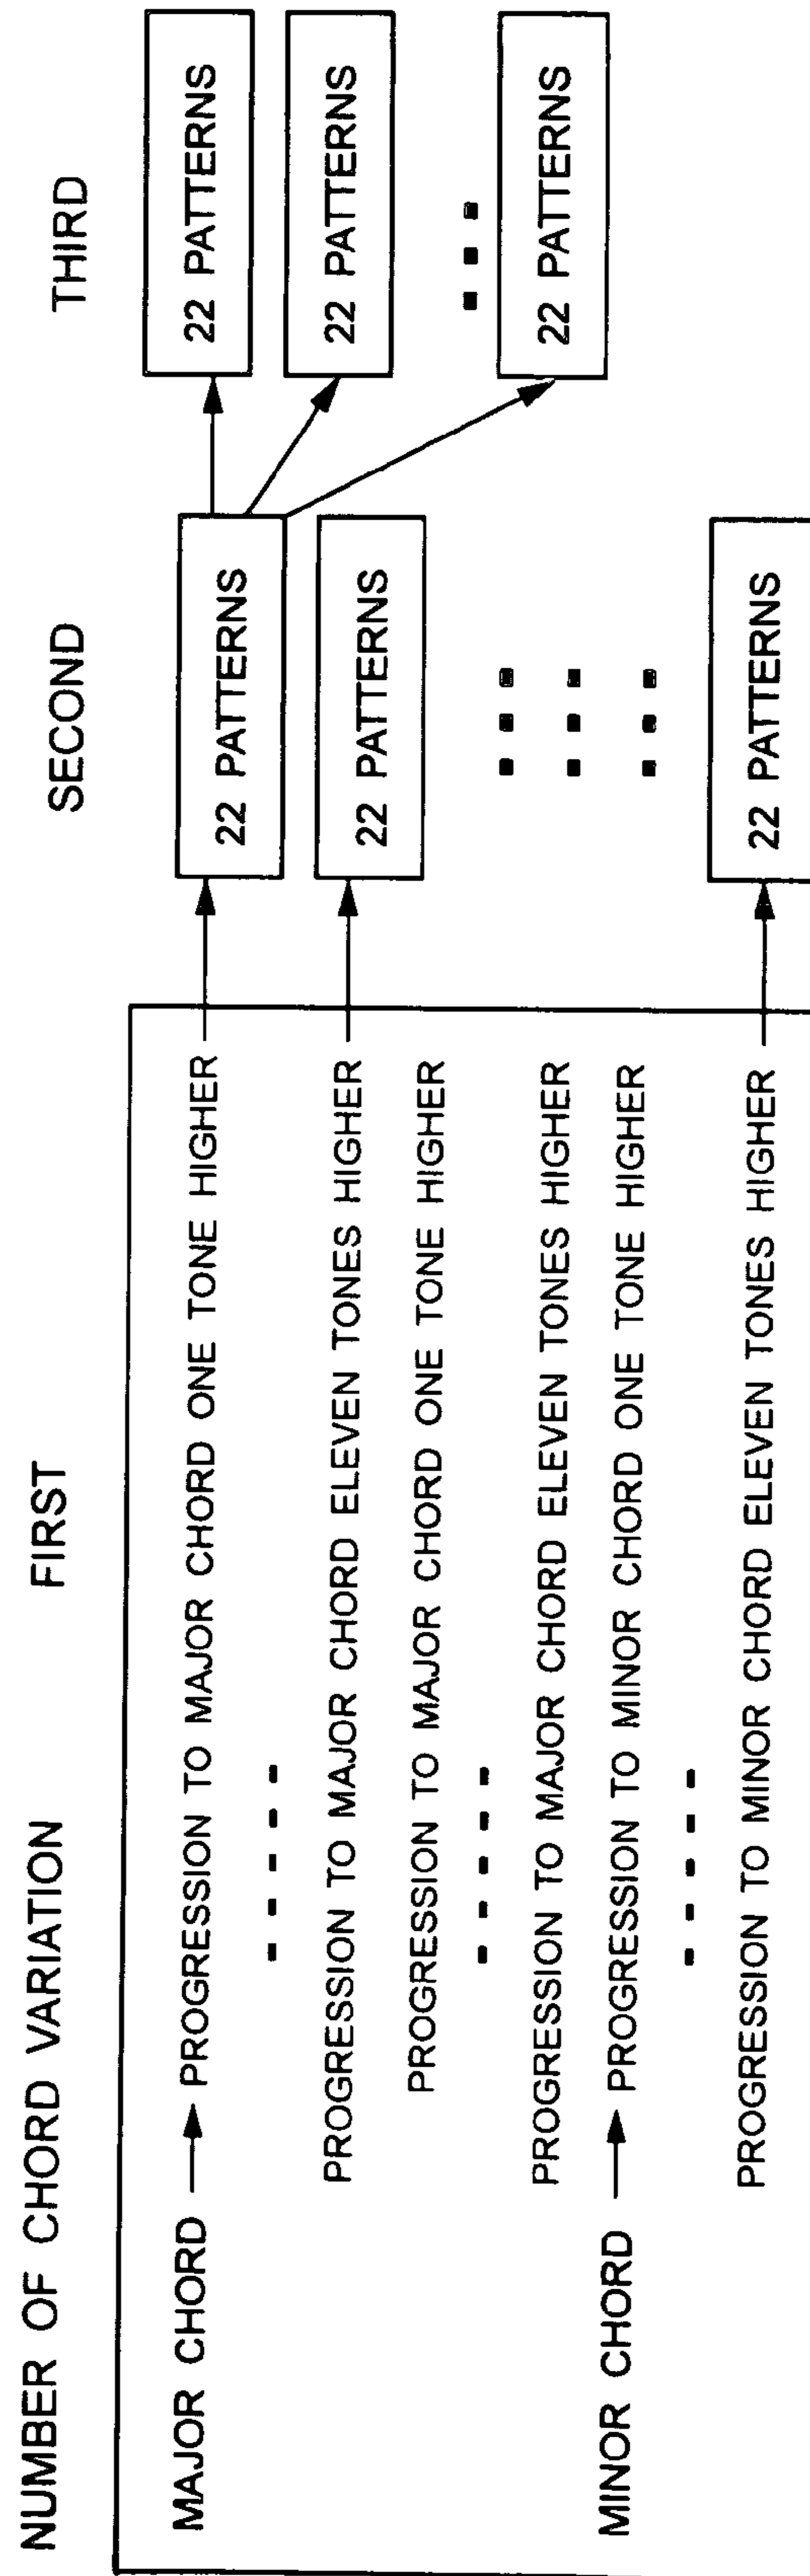 NUMBER OF CHORD VARIATION FIRST SECOND THIRD
MAJOR CHORD PROGRESSION TO MAJOR CHORD ONE TONE HIGHER 22 PATTERNS 22 PATTERNS
PROGRESSION TO MAJOR CHORD ELEVEN TONES HIGHER 22 PATTERNS 22 PATTERNS
PROGRESSION TO MAJOR CHORD ONE TONE HIGHER
PROGRESSION TO MAJOR CHORD ELEVEN TONES HIGHER 22 PATTERNS
MINOR CHORD PROGRESSION TO MINOR CHORD ONE TONE HIGHER
PROGRESSION TO MINOR CHORD ELEVEN TONES HIGHER 22 PATTERNS